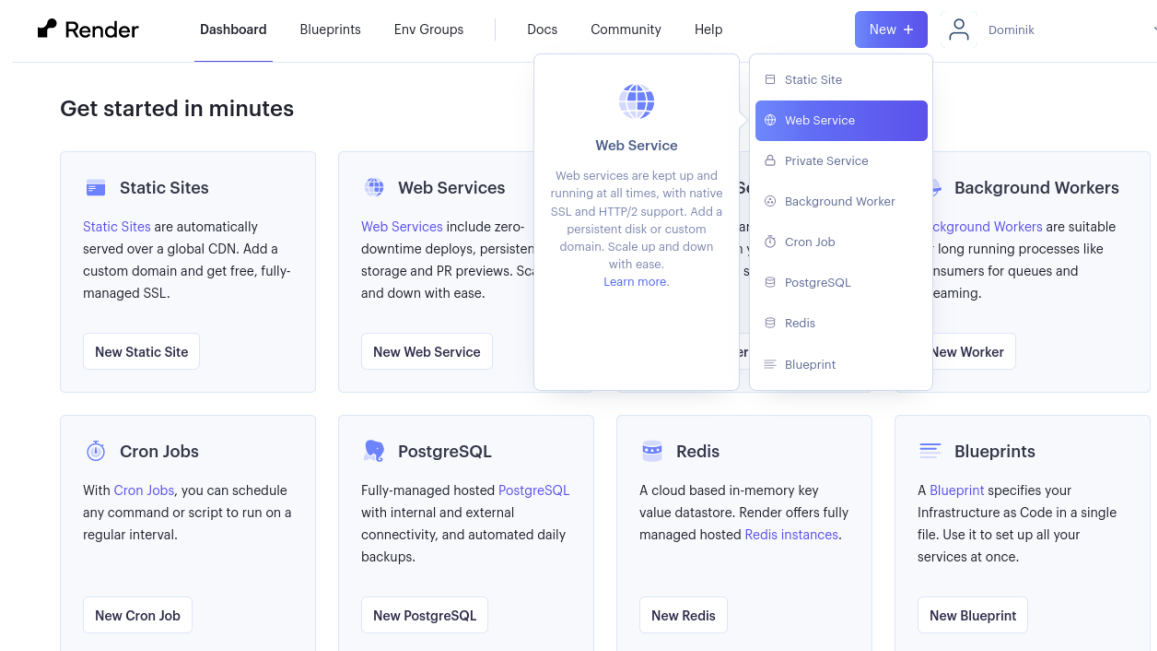 Render
Dashboard
Blueprints
Env Groups
Docs
Community
Help
New +
Dominik
Get started in minutes
Static Sites
Static Sites are automatically
served over a global CDN. Add a
custom domain and get free, fully-
managed SSL.
New Static Site
Web Services
Web Services include zero-
downtime deploys, persisten
storage and PR previews. Sca
and down with ease.
New Web Service
Web Service
Web services are kept up and
running at all times, with native
SSL and HTTP/2 support. Add a
persistent disk or custom
domain. Scale up and down
with ease.
Learn more.
Static Site
Web Service
Private Service
Background Worker
Cron Job
PostgreSQL
Redis
Blueprint
Background Workers
ckground Workers are suitable
long running processes like
nsumers for queues and
eaming.
New Worker
Cron Jobs
With Cron Jobs, you can schedule
any command or script to run on a
regular interval.
New Cron Job
PostgreSQL
Fully-managed hosted PostgreSQL
with internal and external
connectivity, and automated daily
backups.
New PostgreSQL
Redis
A cloud based in-memory key
value datastore. Render offers fully
managed hosted Redis instances.
New Redis
Blueprints
A Blueprint specifies your
Infrastructure as Code in a single
file. Use it to set up all your
services at once.
New Blueprint